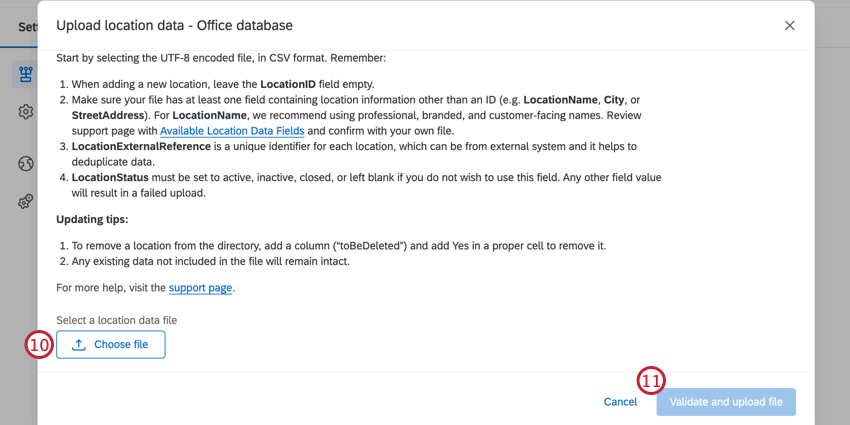 Upload location data - Office database
Sett
Start by selecting the UTF-8 encoded file, in CSV format. Remember:
1. When adding a new location, leave the LocationID field empty.
2. Make sure your file has at least one field containing location information other than an ID (e.g. LocationName, City, or
StreetAddress). For LocationName, we recommend using professional, branded, and customer-facing names. Review
support page with Available Location Data Fields and confirm with your own file.
3. LocationExternalReference is a unique identifier for each location, which can be from external system and it helps to
deduplicate data.
4. LocationStatus must be set to active, inactive, closed, or left blank if you do not wish to use this field. Any other field value
will result in a failed upload.
Updating tips:
1. To remove a location from the directory, add a column (“toBeDeleted”) and add Yes in a proper cell to remove it.
2. Any existing data not included in the file will remain intact.
For more help, visit the support page.
Select a location data file
10 Choose file
11
Cancel Validate and upload file